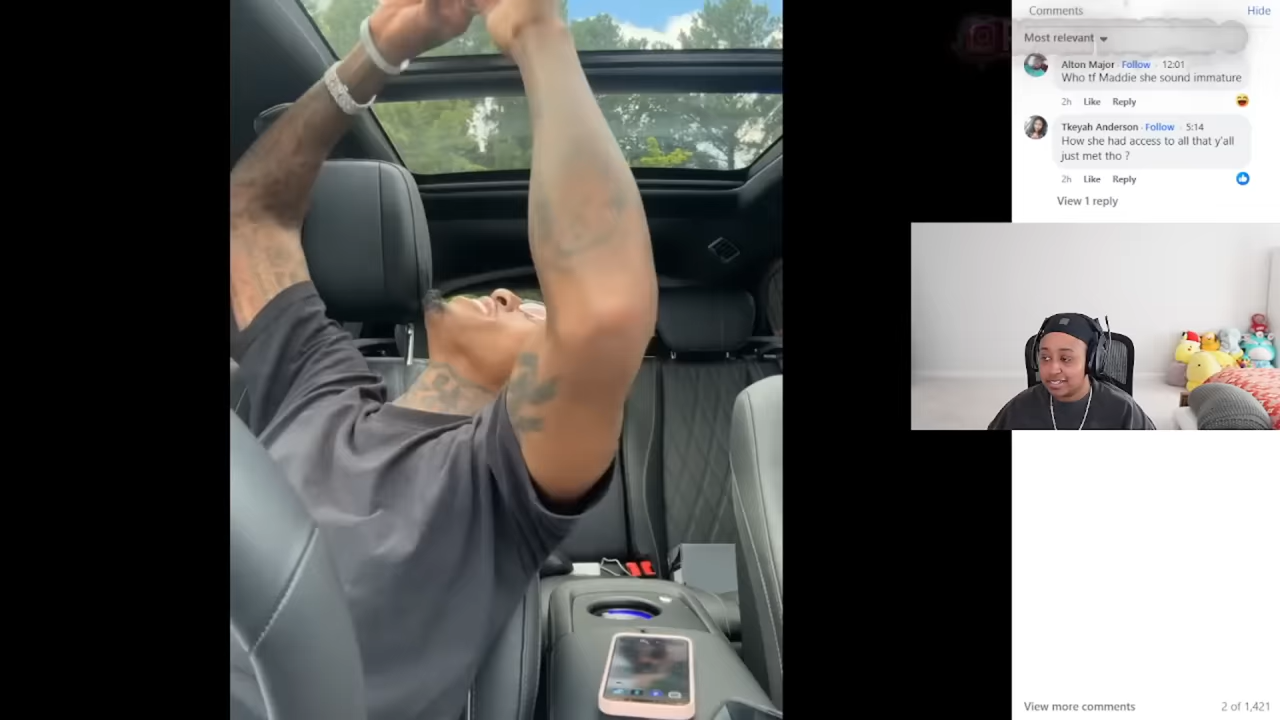 Comments
Hide
Most relevant
Alton Major · Follow · 12:01
Who tf Maddie she sound immature
2h Like Reply
Tkeyah Anderson · Follow · 5:14
How she had access to all that y'all
just met tho ?
2h Like Reply
View 1 reply
View more comments
2 of 1,421